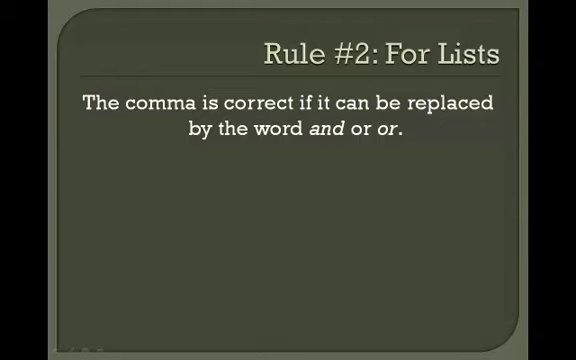 Rule #2: For Lists
The comma is correct if it can be replaced
by the word and or or.